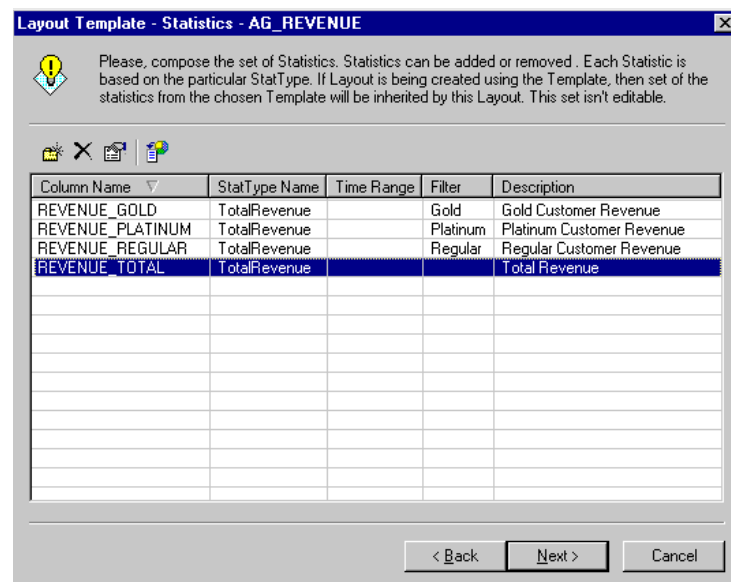 Layout Template - Statistics - AG_REVENUE
Please, compose the set of Statistics. Statistics can be added or removed . Each Statistic is
based on the particular StatType. If Layout is being created using the Template, then set of the
statistics from the chosen Template will be inherited by this Layout. This set isn't editable.
Column Name StatType Name Time Range Filter Description
REVENUE_GOLD TotalRevenue Gold Gold Customer Revenue
REVENUE_PLATINUM TotalRevenue Platinum Platinum Customer Revenue
REVENUE_REGULAR TotalRevenue Regular Regular Customer Revenue
REVENUE_TOTAL TotalRevenue Total Revenue
< Back Next > Cancel